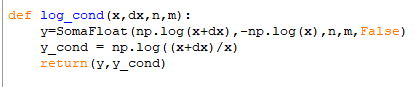 def log_cond(x,dx,n,m):
    y=SomaFloat(np.log(x+dx),-np.log(x),n,m,False)
    y_cond = np.log((x+dx)/x)
    return(y,y_cond)